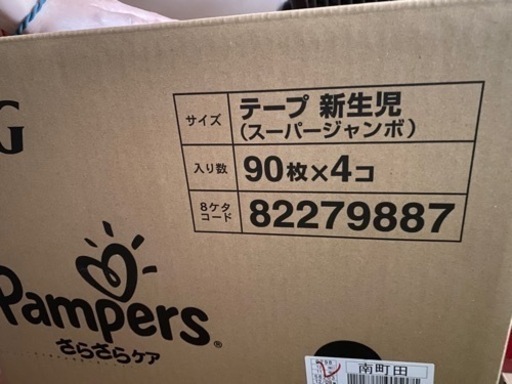 G
サイズ
テープ 新生児
(スーパージャンボ)
入り数
90枚×4コ
8ケタ
コード
82279887
Pampers®
さらさらケア
南町田